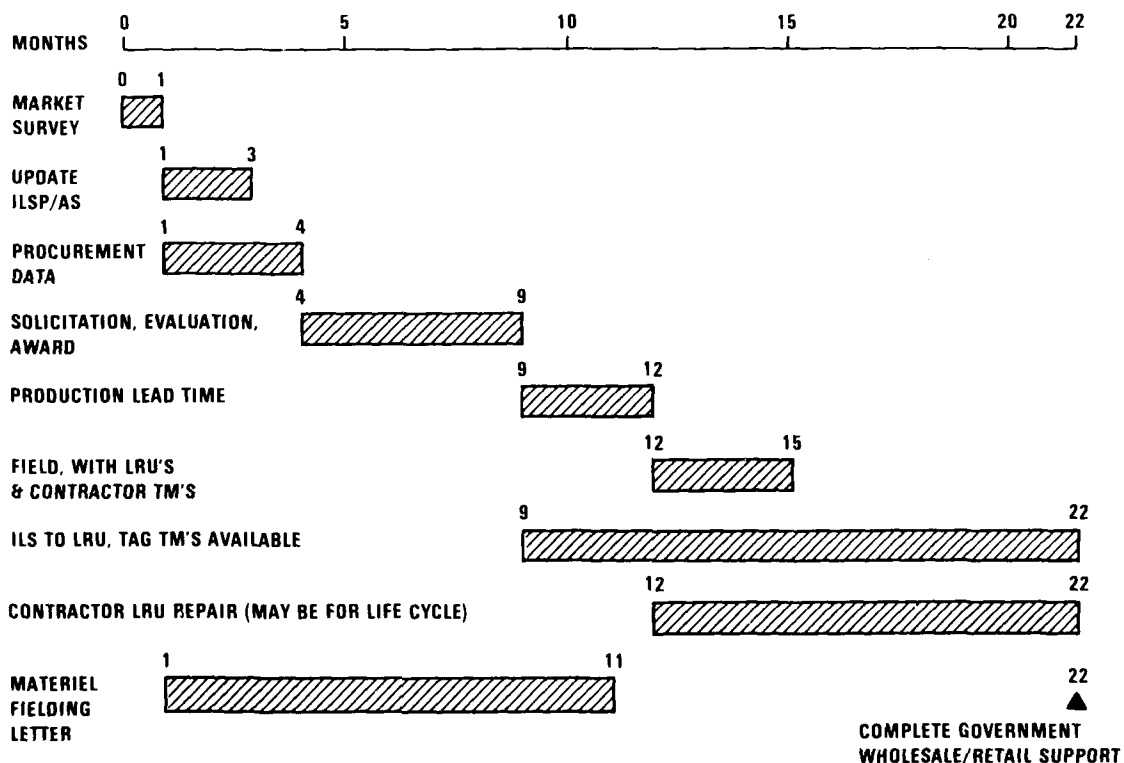 0 5 10 15 20 22
MONTHS
0 1
MARKET
SURVEY
1 3
UPDATE
ILSP/AS
1 4
PROCUREMENT
DATA
4 9
SOLICITATION, EVALUATION,
AWARD
9 12
PRODUCTION LEAD TIME
12 15
FIELD, WITH LRU'S
& CONTRACTOR TM'S
9 22
ILS TO LRU, TAG TM'S AVAILABLE
12 22
CONTRACTOR LRU REPAIR (MAY BE FOR LIFE CYCLE)
1 11 22
MATERIEL
FIELDING
LETTER
COMPLETE GOVERNMENT
WHOLESALE/RETAIL SUPPORT